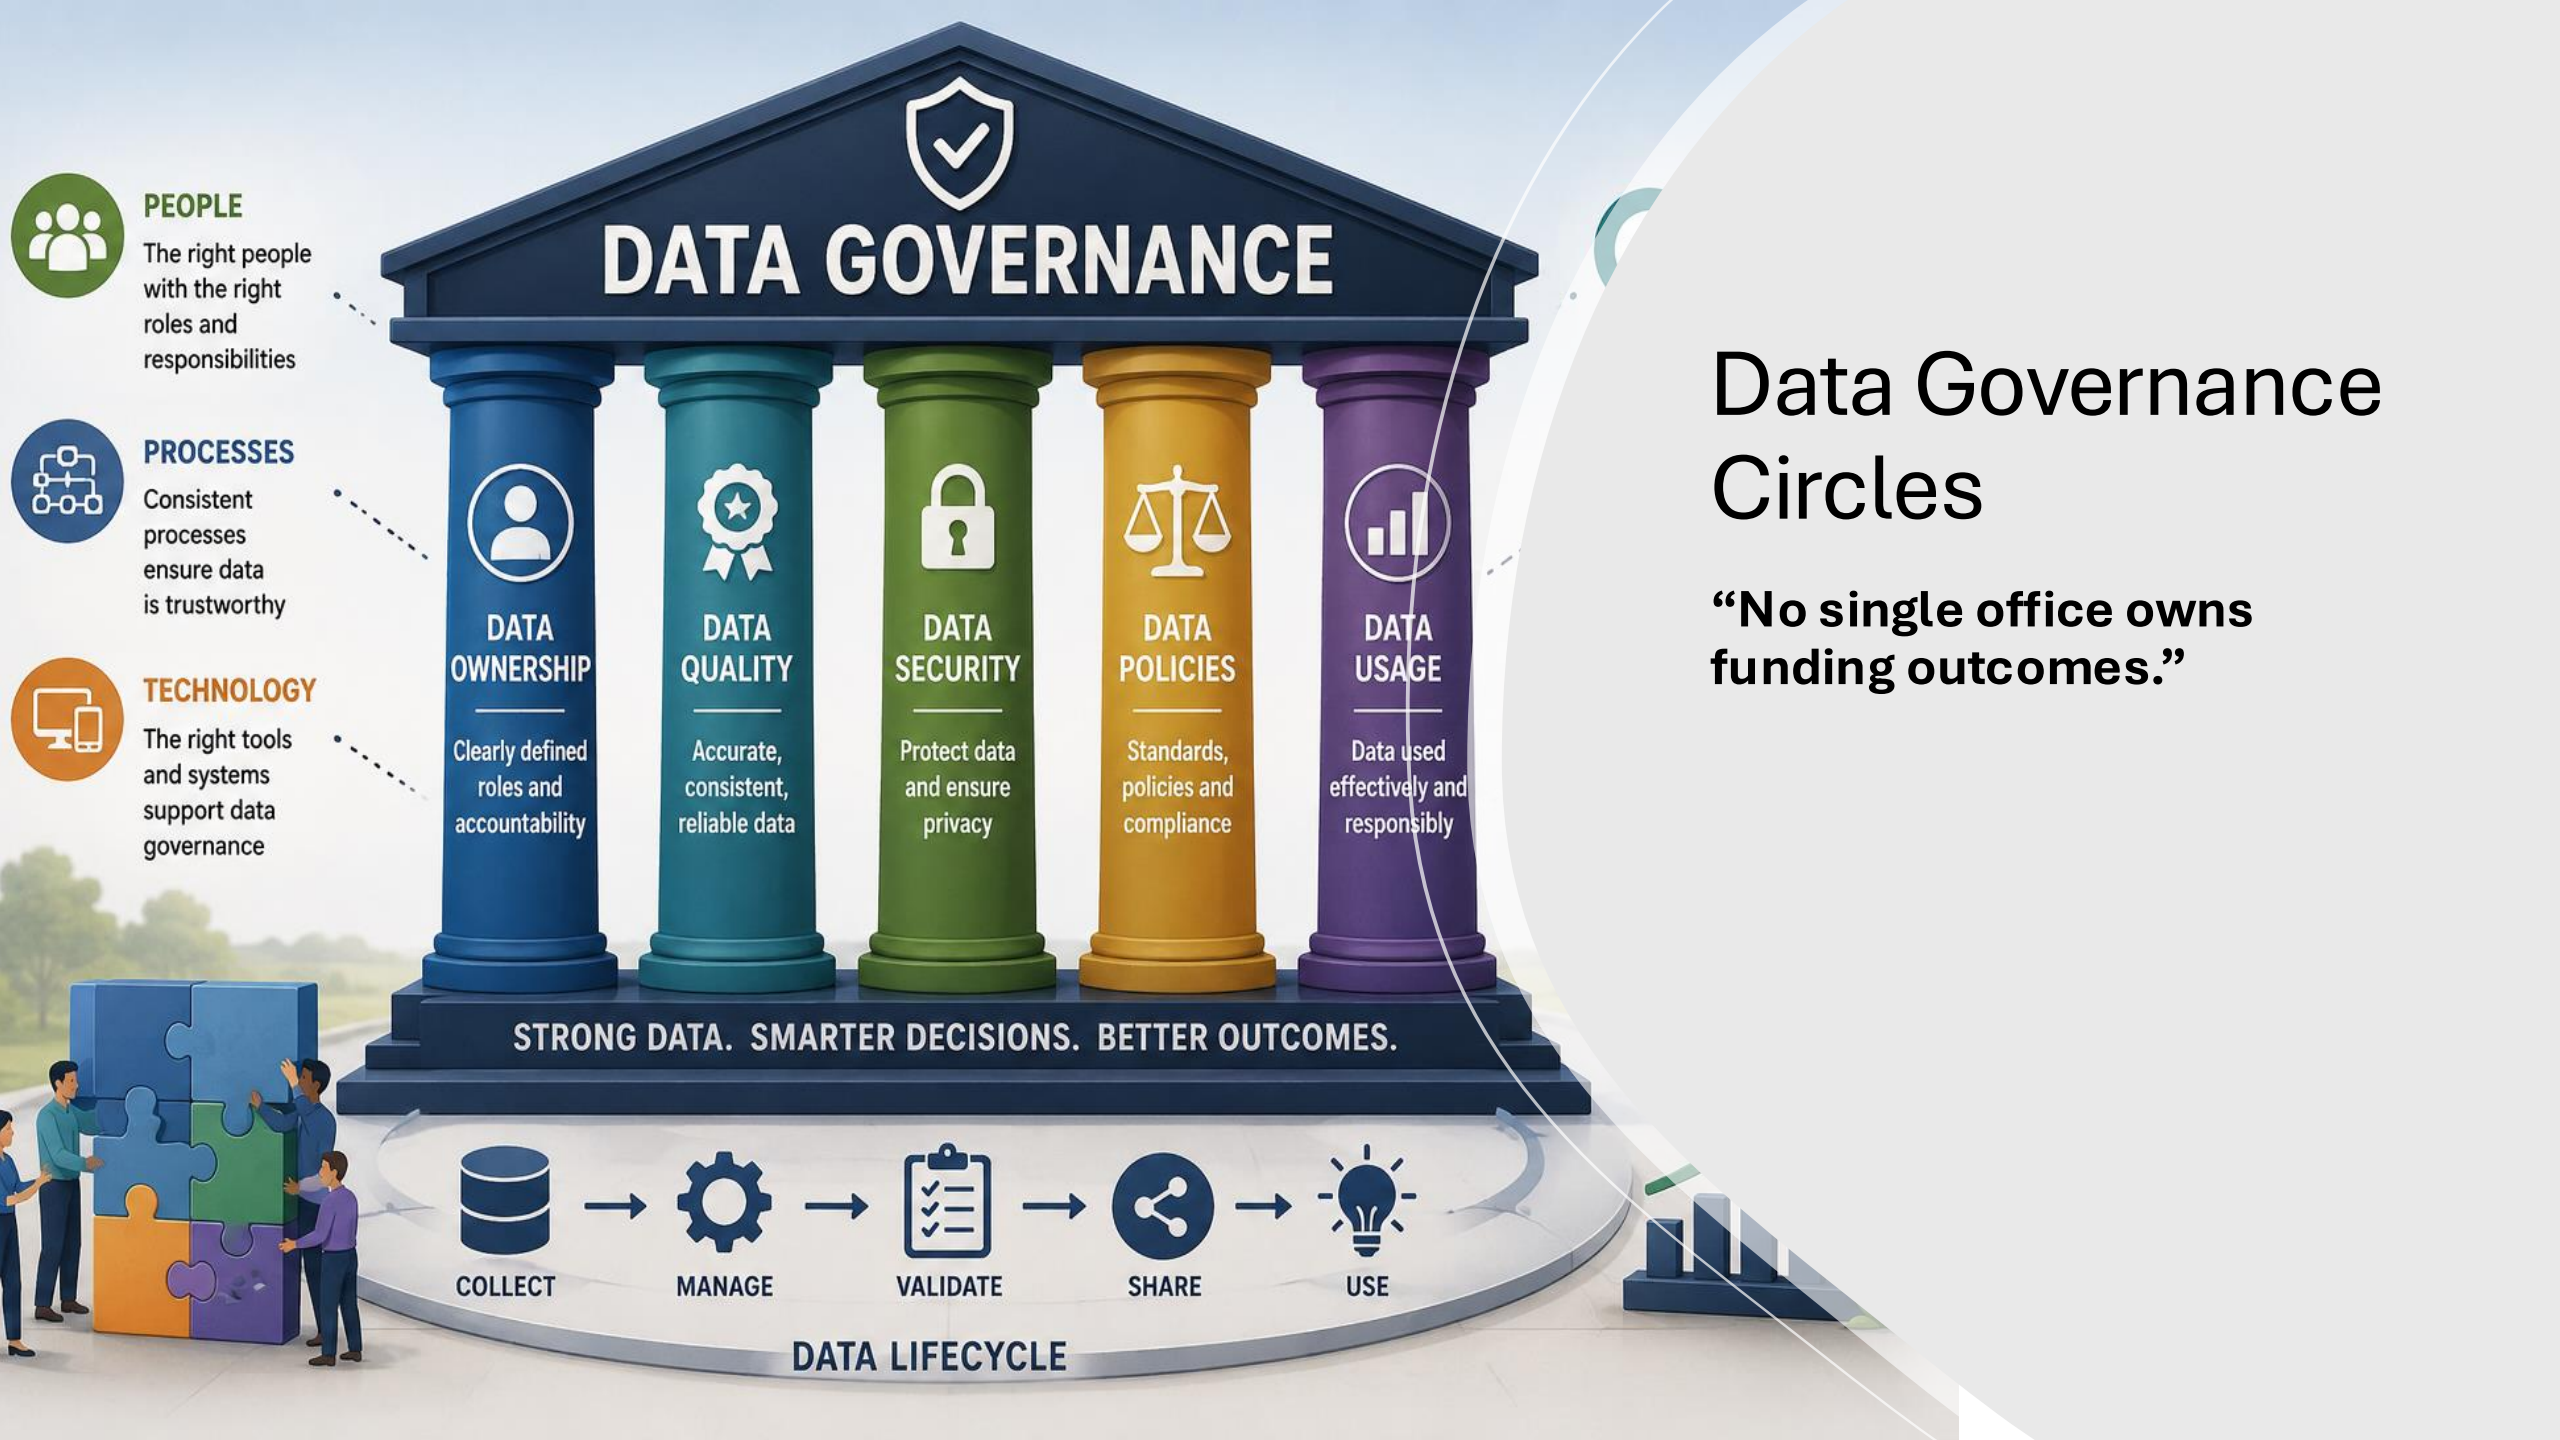 DATA GOVERNANCE
PEOPLE
The right people
with the right
roles and
responsibilities
PROCESSES
Consistent
processes
ensure data
is trustworthy
TECHNOLOGY
The right tools
and systems
support data
governance
DATA
OWNERSHIP
Clearly defined
roles and
accountability
DATA
QUALITY
Accurate,
consistent,
reliable data
DATA
SECURITY
Protect data
and ensure
privacy
DATA
POLICIES
Standards,
policies and
compliance
DATA
USAGE
Data used
effectively and
responsibly
STRONG DATA. SMARTER DECISIONS. BETTER OUTCOMES.
COLLECT
MANAGE
VALIDATE
SHARE
USE
DATA LIFECYCLE
Data Governance
Circles
“No single office owns
funding outcomes.”